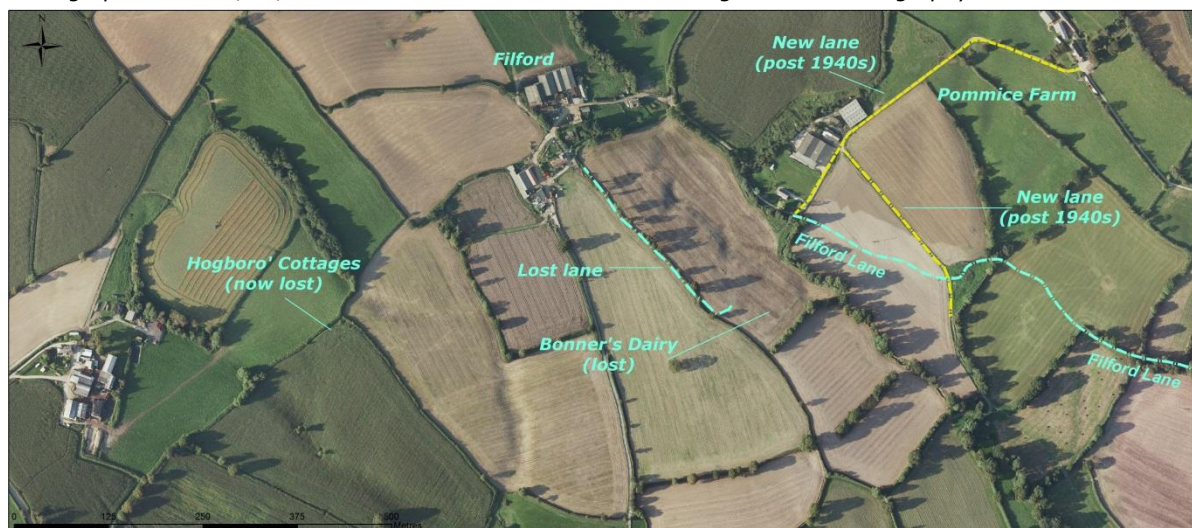 N
Filford
New lane
(post 1940s)
Pommice Farm
New lane
(post 1940s)
Filford Lane
Hogboro' Cottages
(now lost)
Lost lane
Bonner's Dairy
(lost)
Filford Lane
0 125 250 375 500
Metres